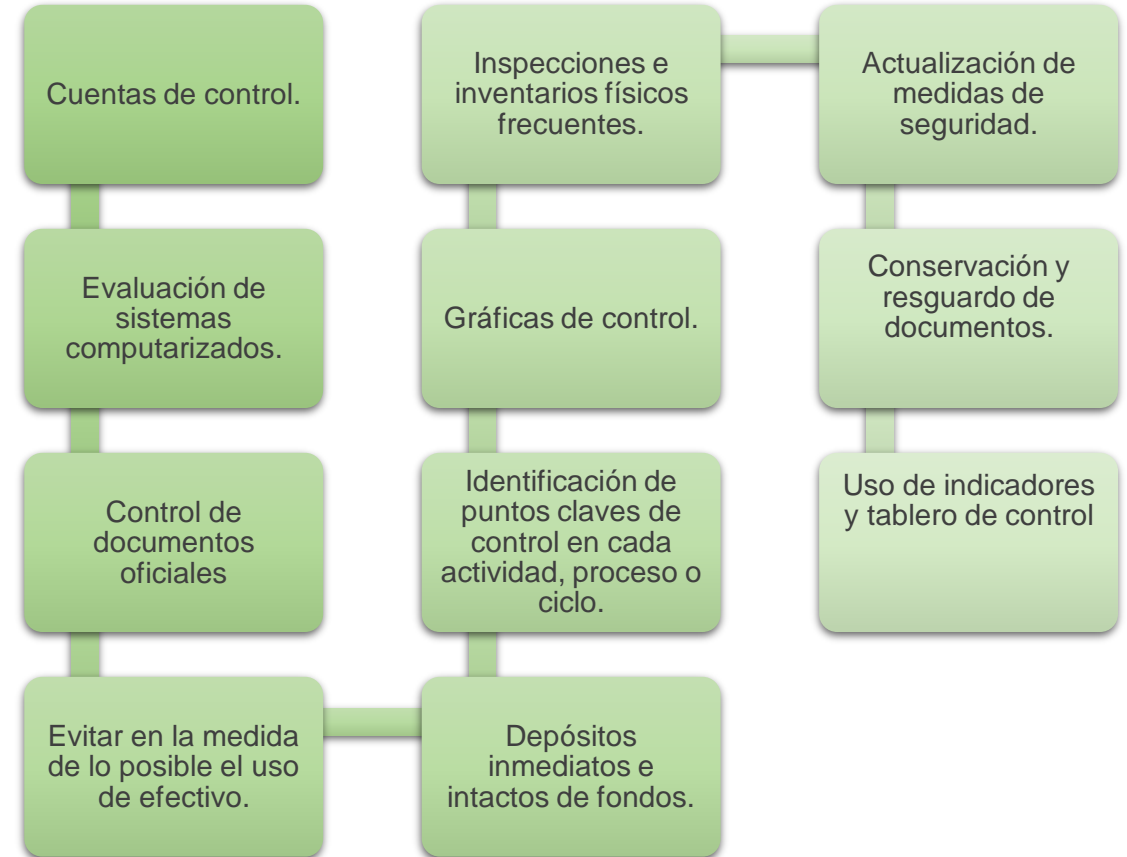 Cuentas de control.
Evaluación de
sistemas
computarizados.
Control de
documentos
oficiales
Evitar en la medida
de lo posible el uso
de efectivo.
Depósitos
inmediatos e
intactos de fondos.
Identificación de
puntos claves de
control en cada
actividad, proceso o
ciclo.
Gráficas de control.
Inspecciones e
inventarios físicos
frecuentes.
Actualización de
medidas de
seguridad.
Conservación y
resguardo de
documentos.
Uso de indicadores
y tablero de control